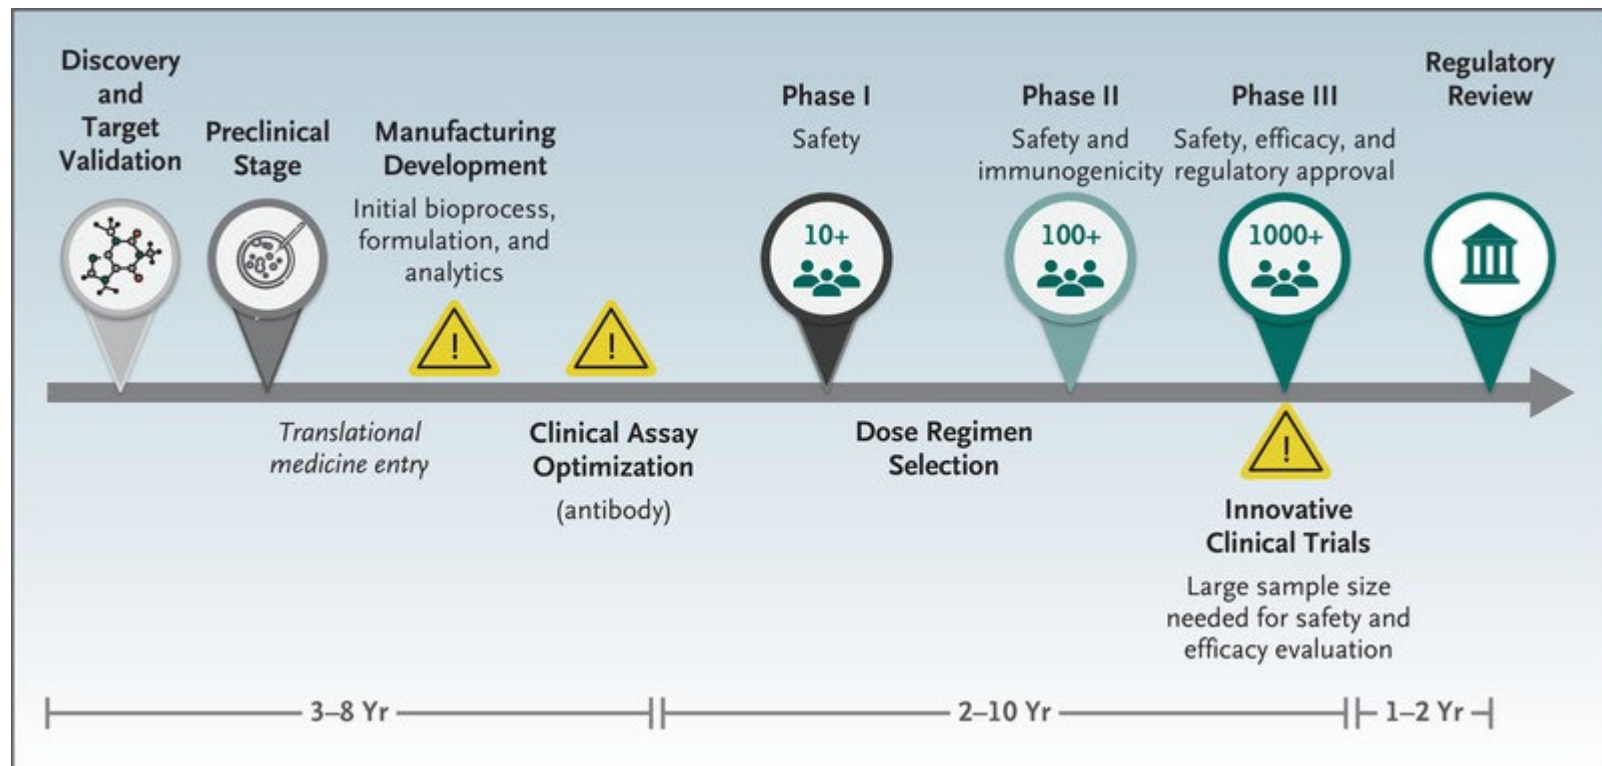 Discovery
and
Target
Validation
Preclinical
Stage
Manufacturing
Development
Initial bioprocess,
formulation, and
analytics
!
!
Translational
medicine entry
Clinical Assay
Optimization
(antibody)
Phase I
Safety
10+
Dose Regimen
Selection
Phase II
Safety and
immunogenicity
100+
Phase III
Safety, efficacy, and
regulatory approval
1000+
!
Innovative
Clinical Trials
Large sample size
needed for safety and
efficacy evaluation
Regulatory
Review
3–8 Yr
2–10 Yr
1–2 Yr